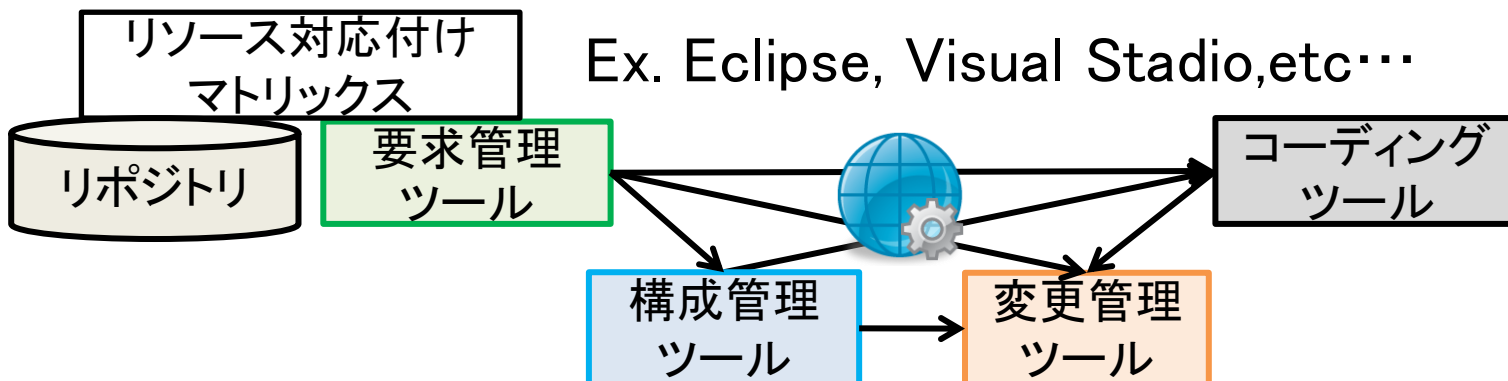 リソース対応付け
マトリックス
Ex. Eclipse, Visual Stadio,etc…
リポジトリ
要求管理
ツール
コーディング
ツール
構成管理
ツール
変更管理
ツール